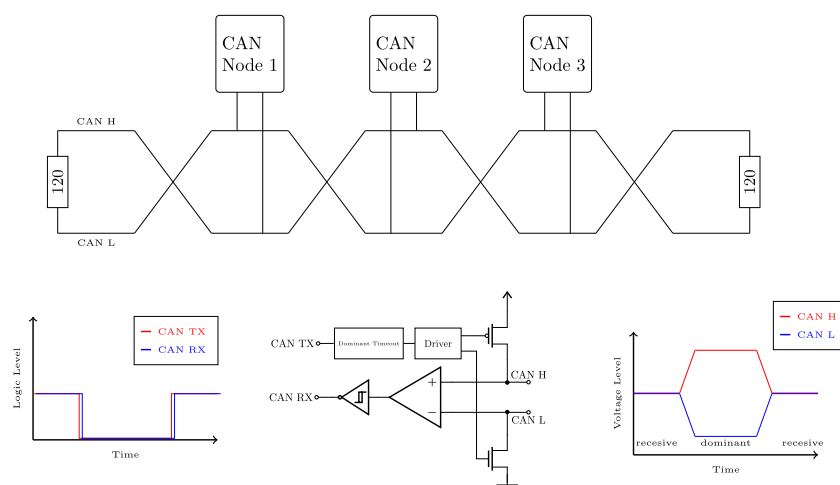 CAN
Node 1
CAN
Node 2
CAN
Node 3
CAN H
120
120
CAN L
CAN TX
CAN RX
Logic Level
Time
CAN TX
Dominant Timeout
Driver
CAN RX
+
−
CAN H
CAN L
CAN H
CAN L
Voltage Level
recesive
dominant
recesive
Time